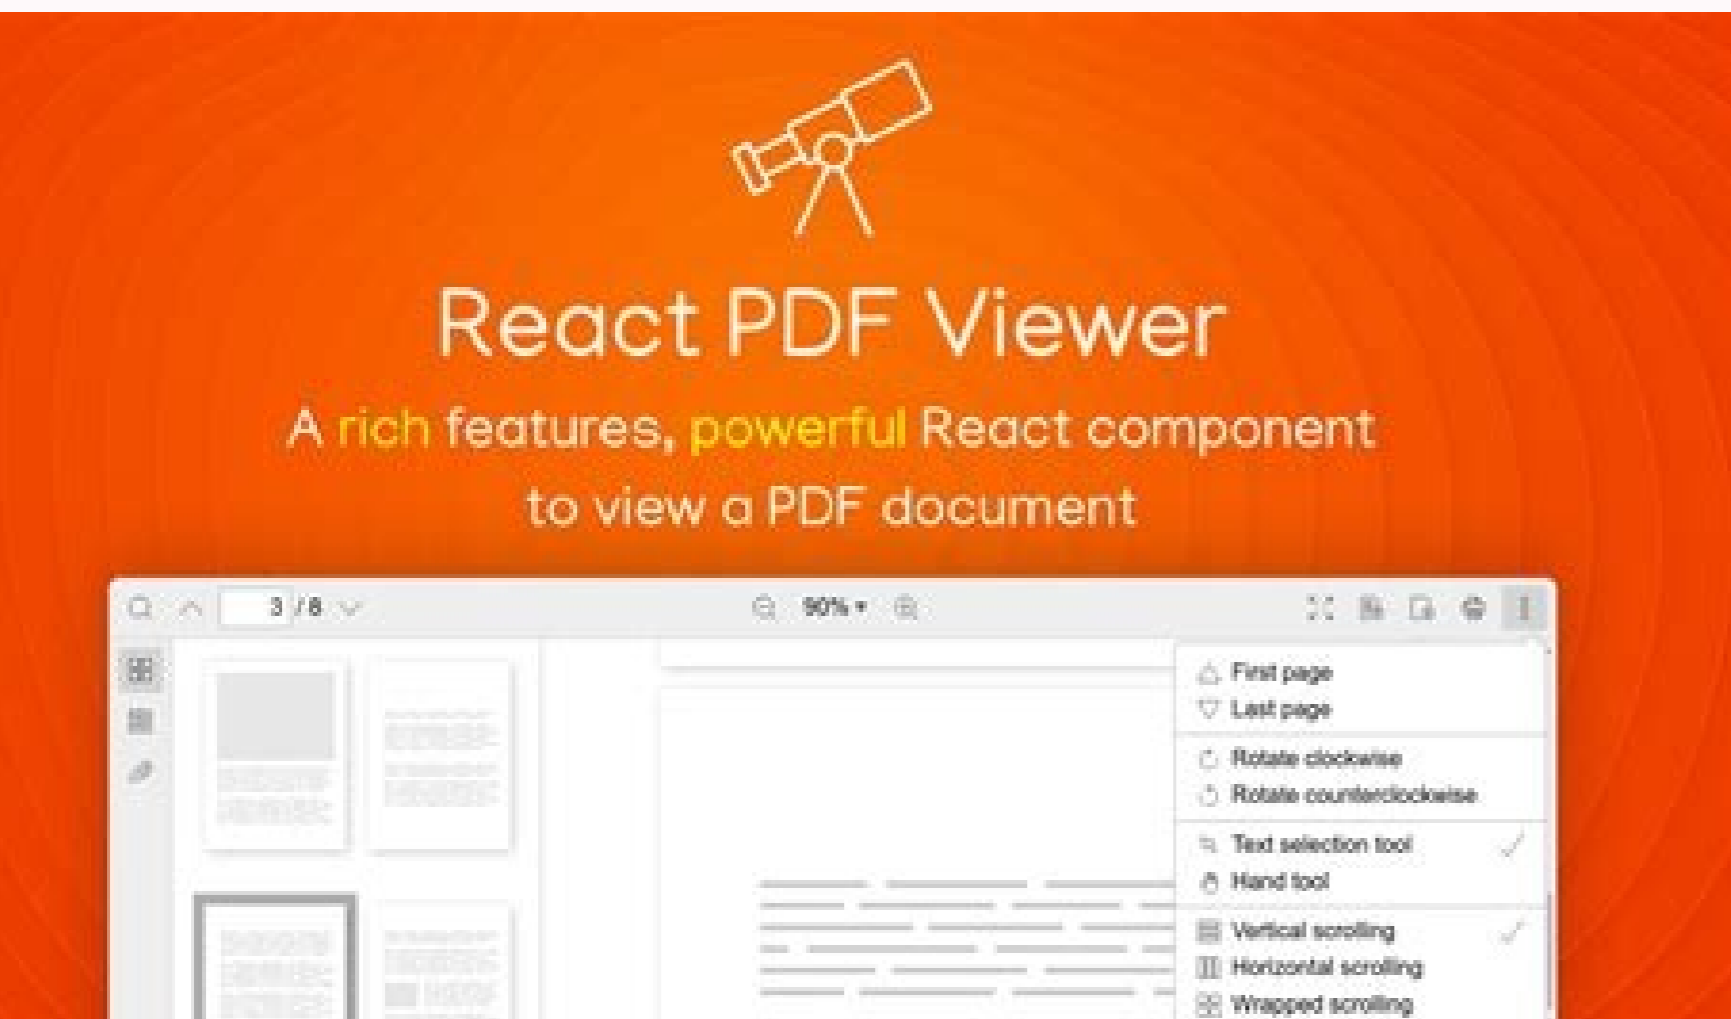 React PDF Viewer
A rich features, powerful React component
to view a PDF document
3 / 8
90%
First page
Last page
Rotate clockwise
Rotate counterclockwise
Text selection tool
Hand tool
Vertical scrolling
Horizontal scrolling
Wrapped scrolling